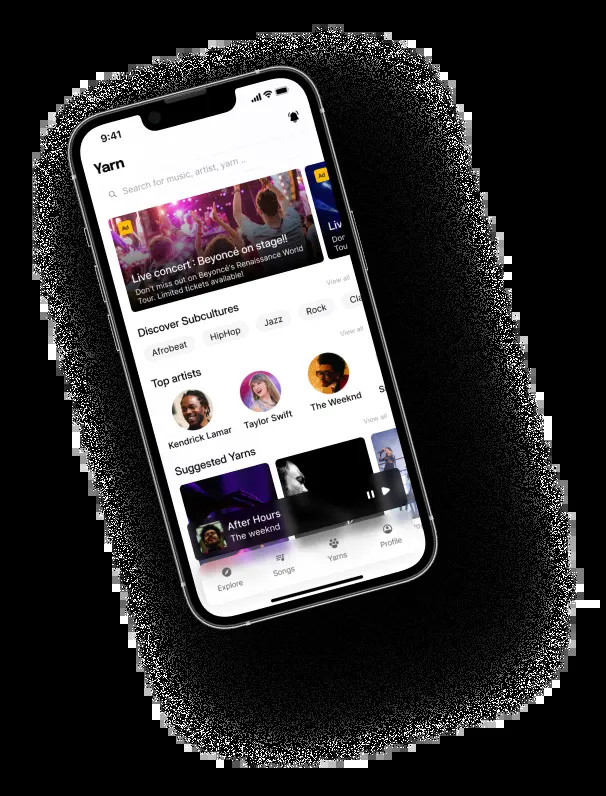 9:41
Yarn
Search for music, artist, yarn ..
Ad
Ad
Live concert : Beyoncé on stage!!
Don't miss out on Beyoncé's Renaissance World
Tour. Limited tickets available!
Liv
Don
Tou
Discover Subcultures
View all
Afrobeat
HipHop
Jazz
Rock
Cla
Top artists
View all
Kendrick Lamar
Taylor Swift
The Weeknd
S
Suggested Yarns
View all
After Hours
The weeknd
Explore
Songs
Yarns
Profile